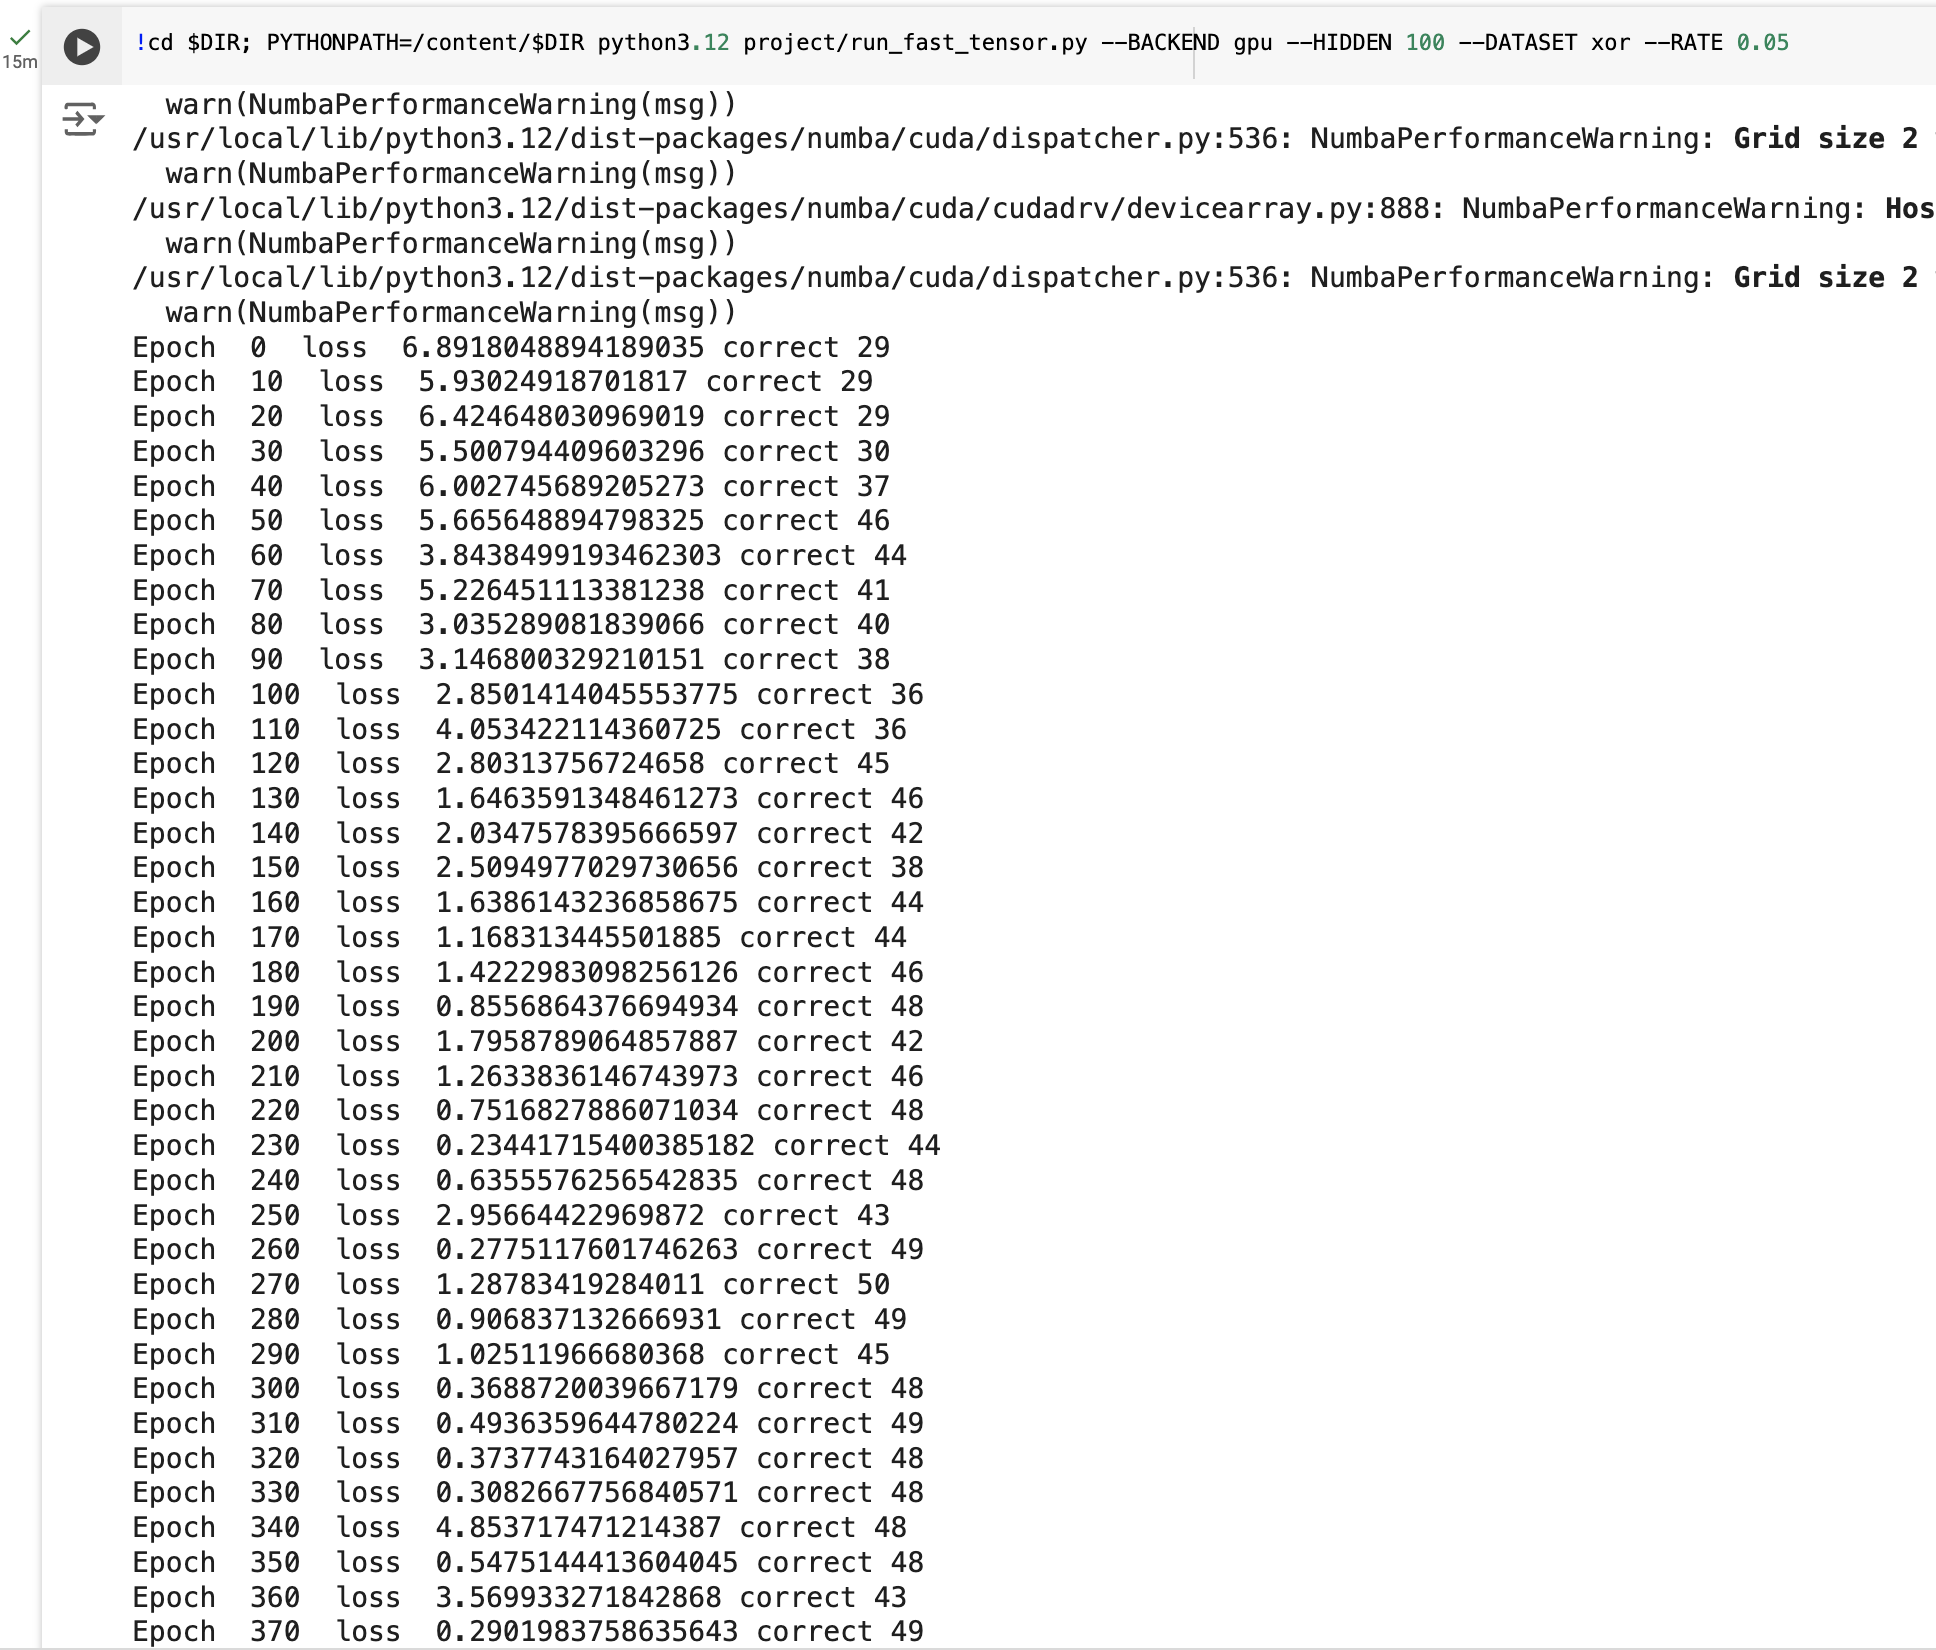 !cd $DIR; PYTHONPATH=/content/$DIR python3.12 project/run_fast_tensor.py --BACKEND gpu --HIDDEN 100 --DATASET xor --RATE 0.05
15m
warn(NumbaPerformanceWarning(msg))
/usr/local/lib/python3.12/dist-packages/numba/cuda/dispatcher.py:536: NumbaPerformanceWarning: Grid size 2
warn(NumbaPerformanceWarning(msg))
/usr/local/lib/python3.12/dist-packages/numba/cuda/cudadrv/devicearray.py:888: NumbaPerformanceWarning: Hos
warn(NumbaPerformanceWarning(msg))
/usr/local/lib/python3.12/dist-packages/numba/cuda/dispatcher.py:536: NumbaPerformanceWarning: Grid size 2
warn(NumbaPerformanceWarning(msg))
Epoch  0  loss  6.8918048894189035 correct 29
Epoch  10  loss  5.93024918701817 correct 29
Epoch  20  loss  6.424648030969019 correct 29
Epoch  30  loss  5.500794409603296 correct 30
Epoch  40  loss  6.002745689205273 correct 37
Epoch  50  loss  5.665648894798325 correct 46
Epoch  60  loss  3.8438499193462303 correct 44
Epoch  70  loss  5.226451113381238 correct 41
Epoch  80  loss  3.035289081839066 correct 40
Epoch  90  loss  3.146800329210151 correct 38
Epoch  100  loss  2.8501414045553775 correct 36
Epoch  110  loss  4.053422114360725 correct 36
Epoch  120  loss  2.80313756724658 correct 45
Epoch  130  loss  1.6463591348461273 correct 46
Epoch  140  loss  2.0347578395666597 correct 42
Epoch  150  loss  2.5094977029730656 correct 38
Epoch  160  loss  1.6386143236858675 correct 44
Epoch  170  loss  1.168313445501885 correct 44
Epoch  180  loss  1.4222983098256126 correct 46
Epoch  190  loss  0.8556864376694934 correct 48
Epoch  200  loss  1.7958789064857887 correct 42
Epoch  210  loss  1.2633836146743973 correct 46
Epoch  220  loss  0.7516827886071034 correct 48
Epoch  230  loss  0.23441715400385182 correct 44
Epoch  240  loss  0.6355576256542835 correct 48
Epoch  250  loss  2.95664422969872 correct 43
Epoch  260  loss  0.2775117601746263 correct 49
Epoch  270  loss  1.28783419284011 correct 50
Epoch  280  loss  0.906837132666931 correct 49
Epoch  290  loss  1.02511966680368 correct 45
Epoch  300  loss  0.3688720039667179 correct 48
Epoch  310  loss  0.4936359644780224 correct 49
Epoch  320  loss  0.3737743164027957 correct 48
Epoch  330  loss  0.3082667756840571 correct 48
Epoch  340  loss  4.853717471214387 correct 48
Epoch  350  loss  0.5475144413604045 correct 48
Epoch  360  loss  3.569933271842868 correct 43
Epoch  370  loss  0.2901983758635643 correct 49